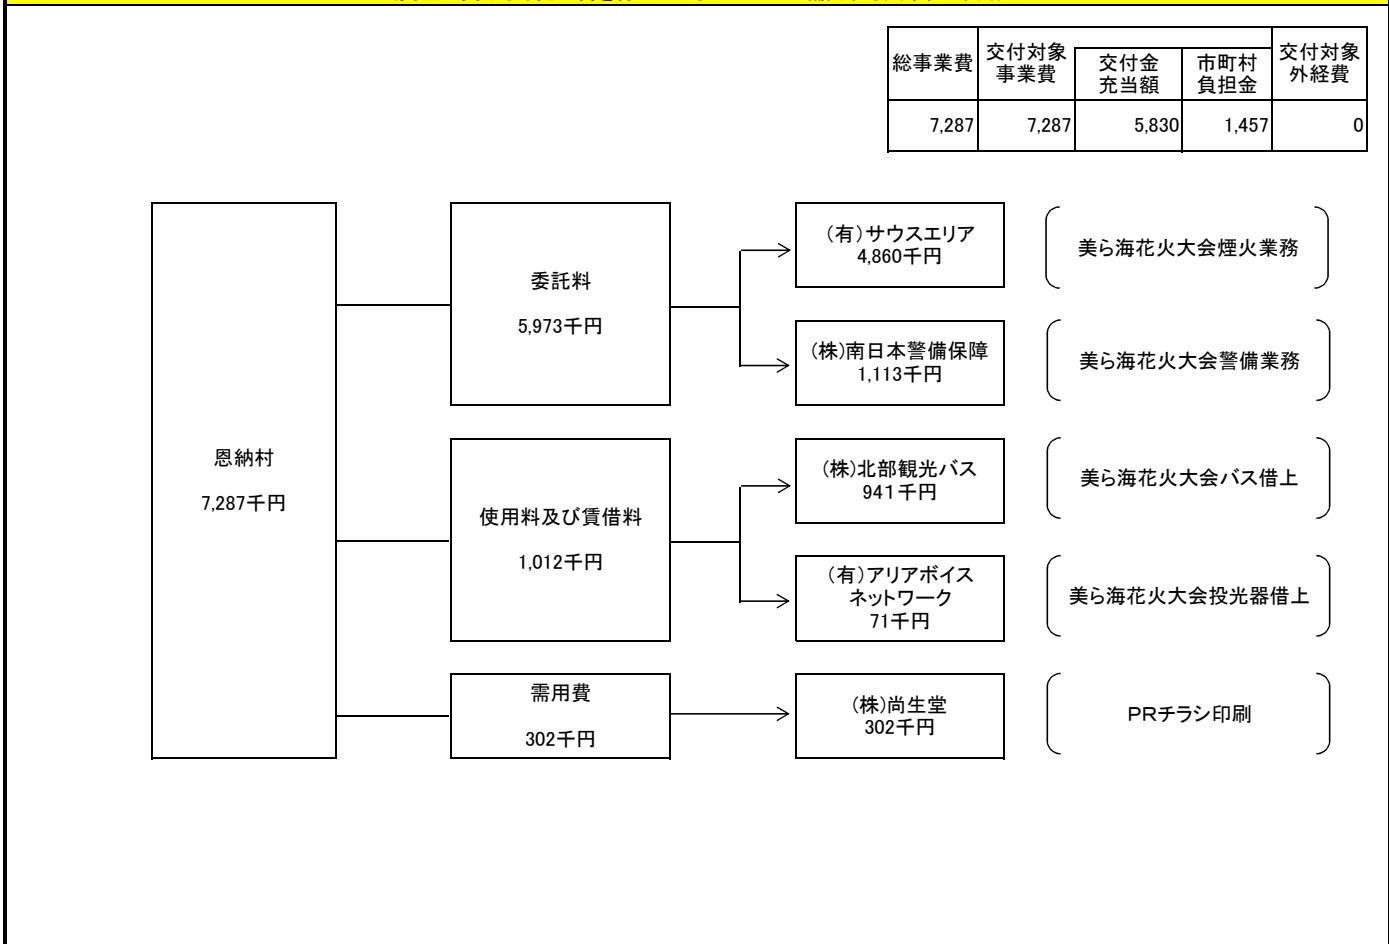 総事業費
交付対象
事業費
交付金
充当額
市町村
負担金
交付対象
外経費
7,287
7,287
5,830
1,457
0
恩納村
7,287千円
委託料
5,973千円
(有)サウスエリア
4,860千円
美ら海花火大会煙火業務
(株)南日本警備保障
1,113千円
美ら海花火大会警備業務
使用料及び賃借料
1,012千円
(株)北部観光バス
941千円
美ら海花火大会バス借上
(有)アリアボイス
ネットワーク
71千円
美ら海花火大会投光器借上
需用費
302千円
(株)尚生堂
302千円
PRチラシ印刷